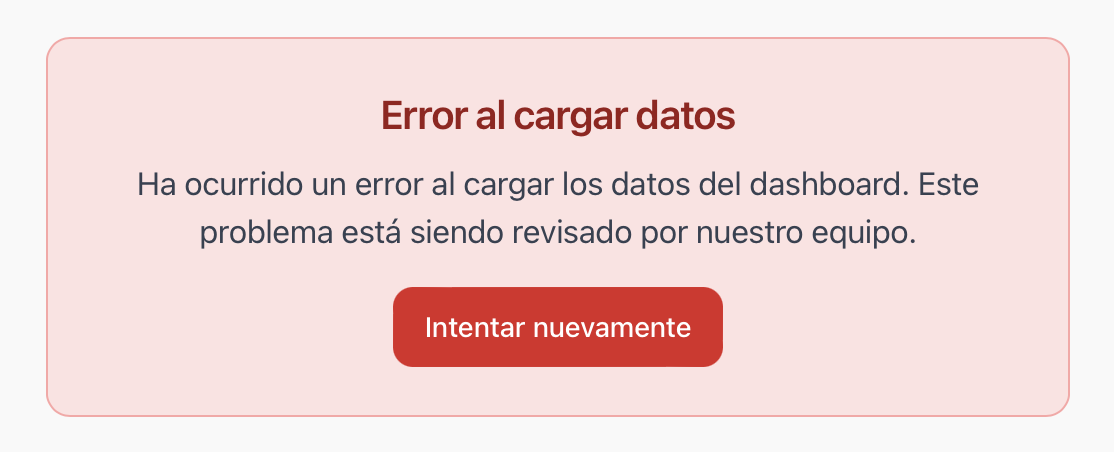 Error al cargar datos
Ha ocurrido un error al cargar los datos del dashboard. Este
problema está siendo revisado por nuestro equipo.
Intentar nuevamente